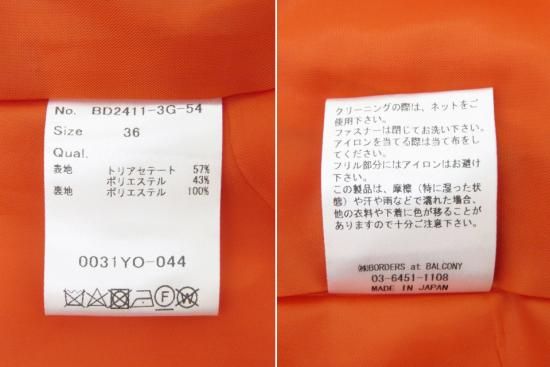 No. BD2411-3G-54
Size 36
Qual.
表地 トリアセテート 57%
ポリエステル 43%
裏地 ポリエステル 100%
0031YO-044
F W
クリーニングの際は、ネットをご
使用下さい。
ファスナーは閉じてお洗い下さい。
アイロンを当てる際は当て布をし
てください。
フリル部分にはアイロンはお避け
下さい。
この製品は、摩擦（特に湿った状
態）や汗や雨などで濡れた場合、
他の衣料や下着に色が移ることが
ありますので十分ご注意下さい。
㈱BORDERS at BALCONY
03-6451-1108
MADE IN JAPAN